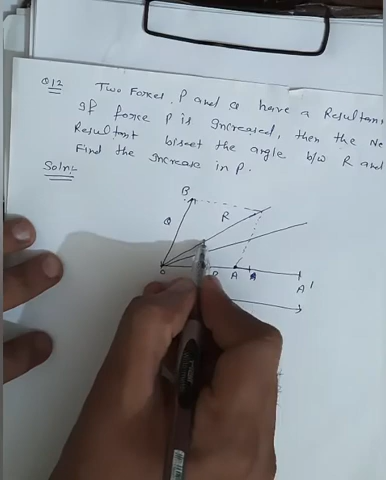 Q12 Two Forces P and Q have a Resultant
If force P is increased, then the Ne
Resultant bisect the angle b/w R and
Find the increase in P.
Soln:-
B
Q R
O P A A'